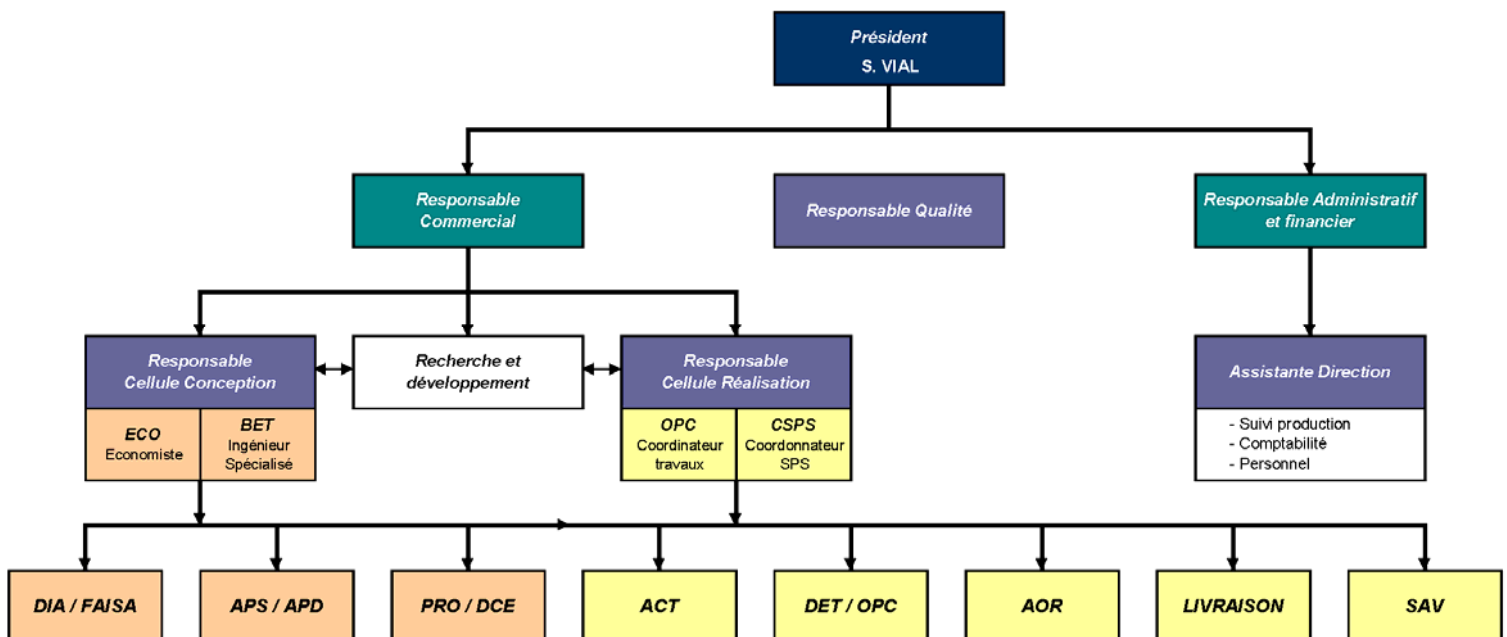 Président
S. VIAL
Responsable
Commercial
Responsable Qualité
Responsable Administratif
et financier
Responsable
Cellule Conception
Recherche et
développement
Responsable
Cellule Réalisation
Assistante Direction
ECO
Economiste
BET
Ingénieur
Spécialisé
OPC
Coordinateur
travaux
CSPS
Coordonnateur
SPS
- Suivi production
- Comptabilité
- Personnel
DIA / FAISA
APS / APD
PRO / DCE
ACT
DET / OPC
AOR
LIVRAISON
SAV